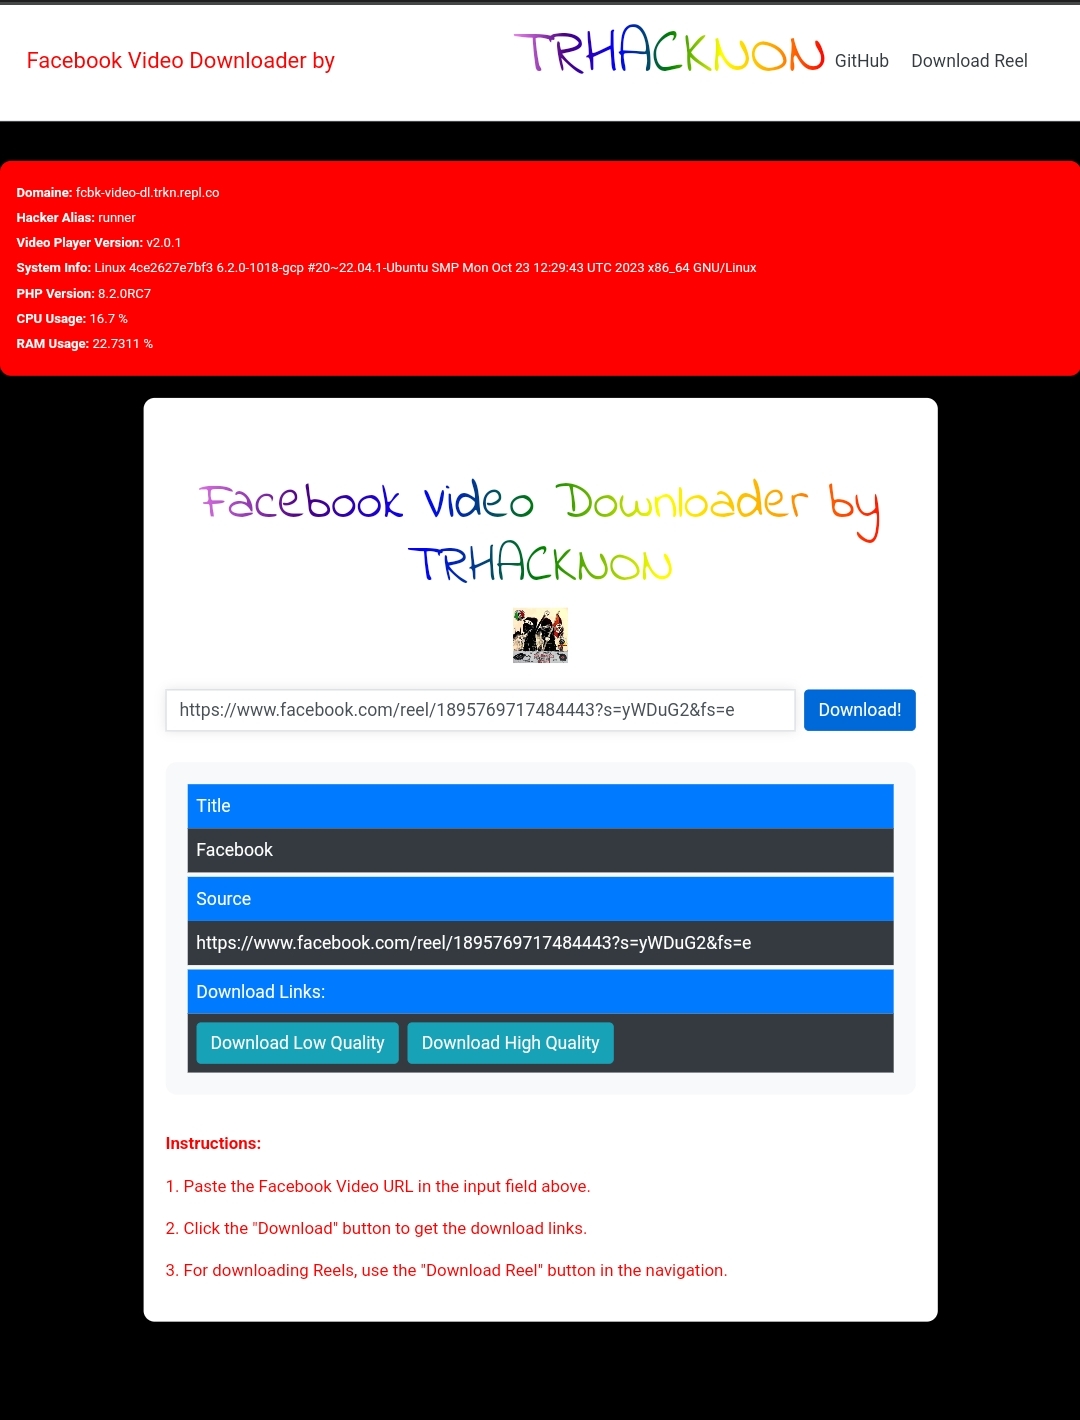 Facebook Video Downloader by
TRHACKNON
GitHub
Download Reel
Domaine: fcbk-video-dl.trkn.repl.co
Hacker Alias: runner
Video Player Version: v2.0.1
System Info: Linux 4ce2627e7bf3 6.2.0-1018-gcp #20~22.04.1-Ubuntu SMP Mon Oct 23 12:29:43 UTC 2023 x86_64 GNU/Linux
PHP Version: 8.2.0RC7
CPU Usage: 16.7 %
RAM Usage: 22.7311 %
Facebook video Downloader by
TRHACKNON
https://www.facebook.com/reel/1895769717484443?s=yWDuG2&fs=e
Download!
Title
Facebook
Source
https://www.facebook.com/reel/1895769717484443?s=yWDuG2&fs=e
Download Links:
Download Low Quality
Download High Quality
Instructions:
1. Paste the Facebook Video URL in the input field above.
2. Click the "Download" button to get the download links.
3. For downloading Reels, use the "Download Reel" button in the navigation.